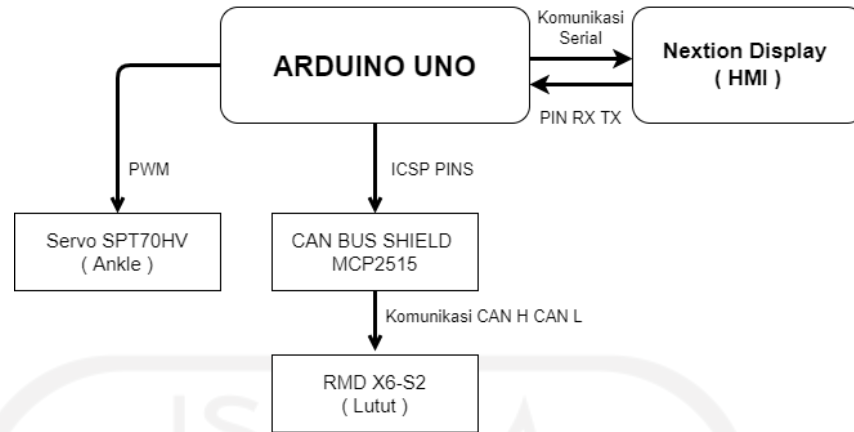 Komunikasi
Serial
ARDUINO UNO
Nextion Display
( HMI )
PIN RX TX
PWM
ICSP PINS
Servo SPT70HV
( Ankle )
CAN BUS SHIELD
MCP2515
Komunikasi CAN H CAN L
RMD X6-S2
( Lutut )